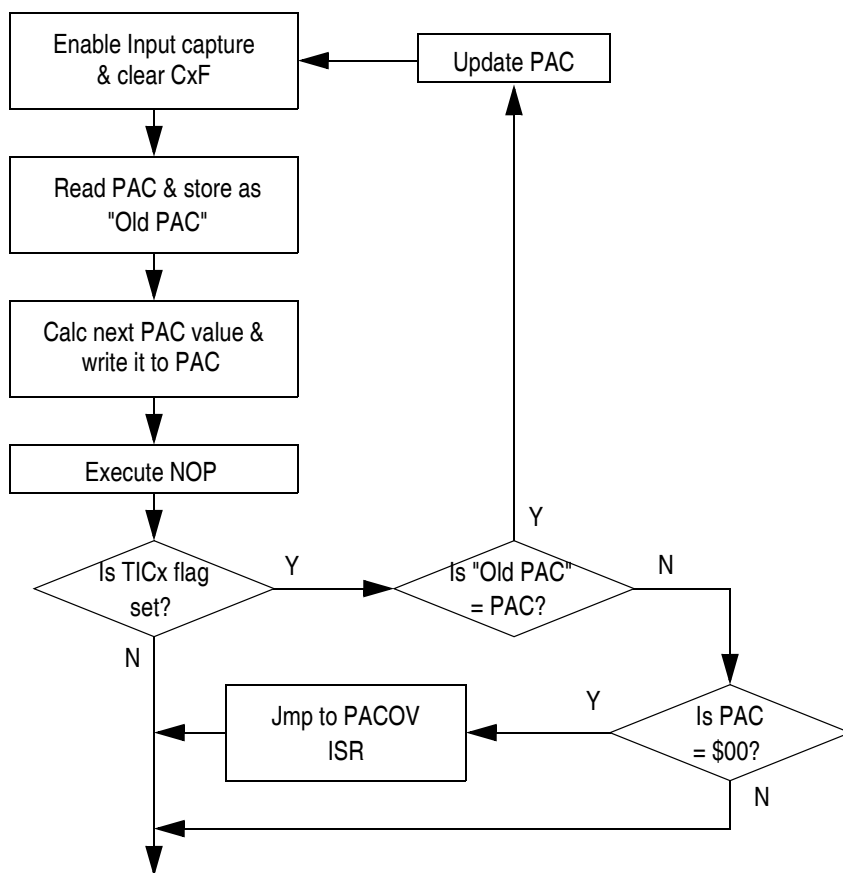 Enable Input capture
& clear CxF
Update PAC
Read PAC & store as
"Old PAC"
Calc next PAC value &
write it to PAC
Execute NOP
Is TICx flag
set?
Y
Is "Old PAC"
= PAC?
Y
N
N
Jmp to PACOV
ISR
Y
Is PAC
= $00?
N